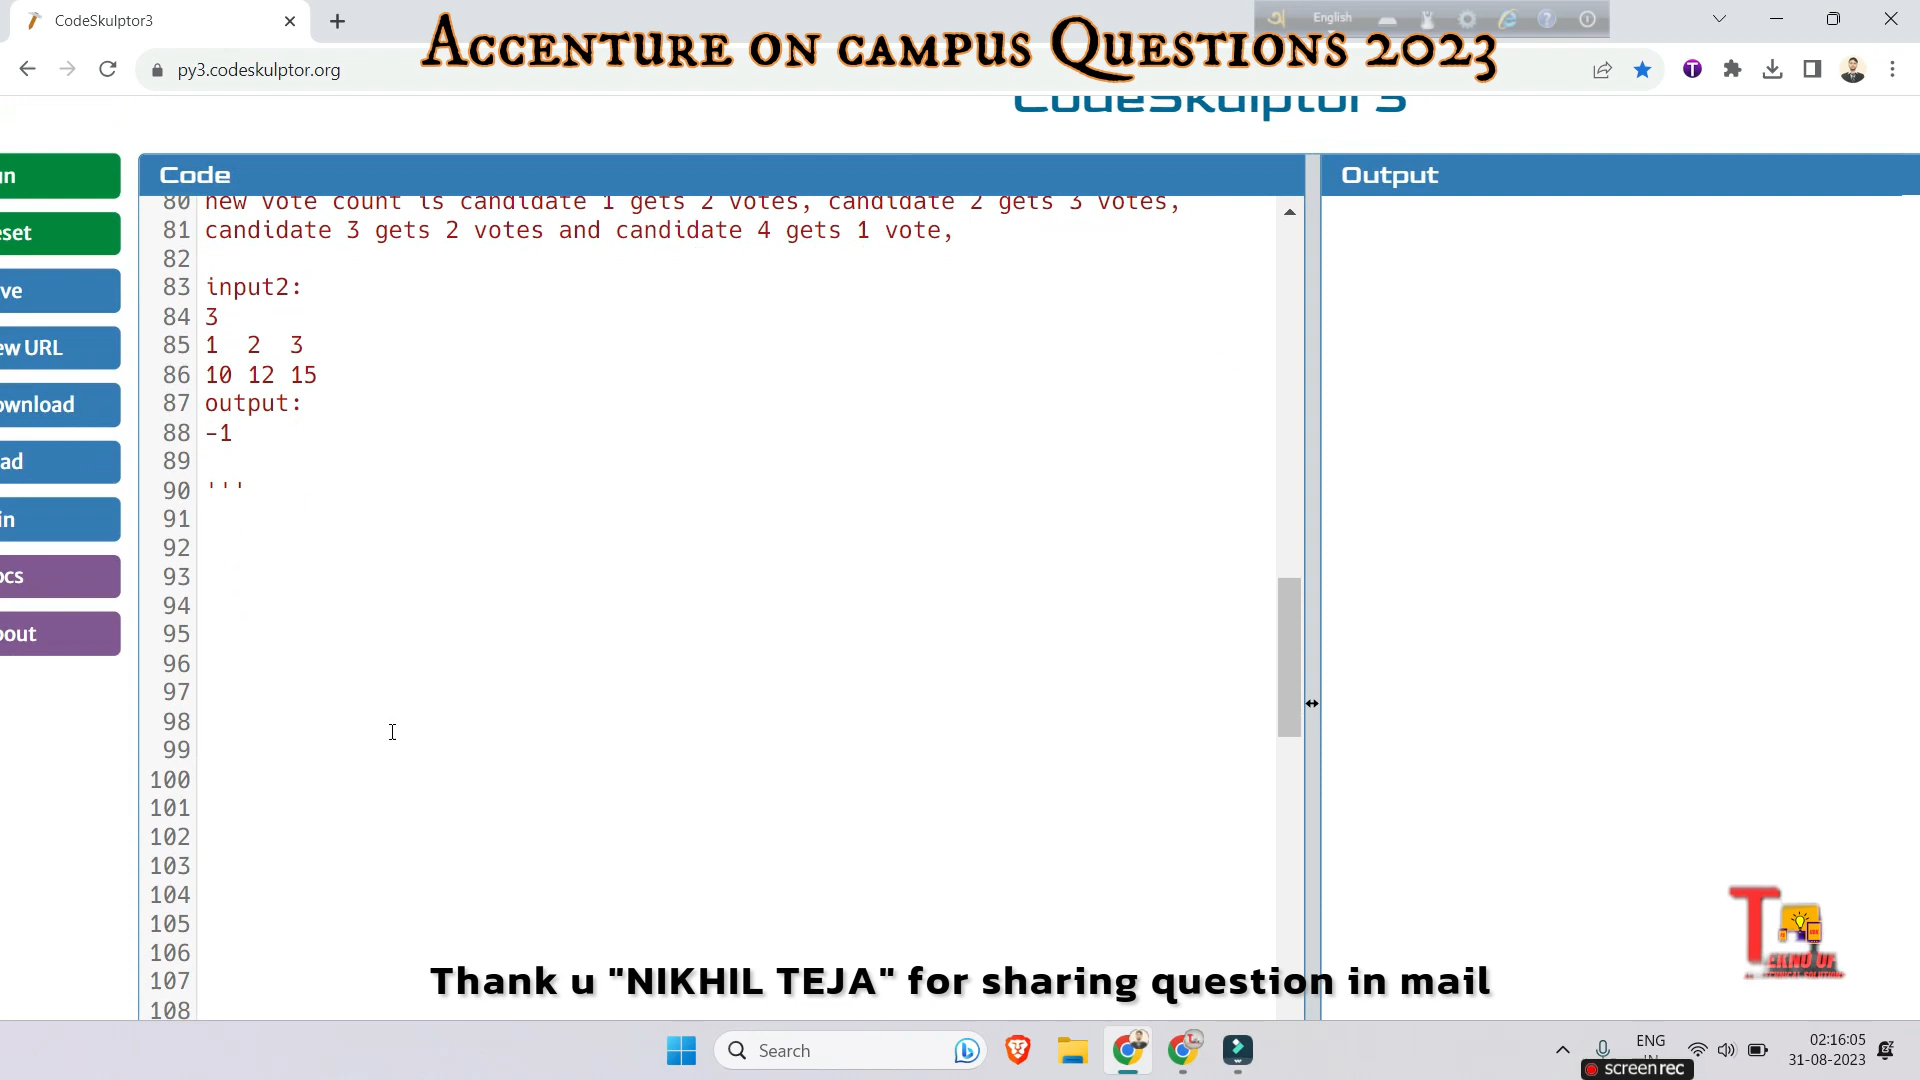 CodeSkulptor3
English
Accenture on campus Questions 2023
py3.codeskulptor.org
CodeSkulptor3
un
Code
Output
80 new vote count is candidate 1 gets 2 votes, candidate 2 gets 3 votes,
81 candidate 3 gets 2 votes and candidate 4 gets 1 vote,
eset
82
83 input2:
ve
84 3
85 1 2 3
ew URL
86 10 12 15
87 output:
ownload
88 -1
89
ad
90 '''
91
in
92
93
ocs
94
95
bout
96
97
98
99
100
101
102
103
104
105
106
107
108
T
EKNO UF
Thank u "NIKHIL TEJA" for sharing question in mail
Search
ENG
IN
02:16:05
31-08-2023
screenrec